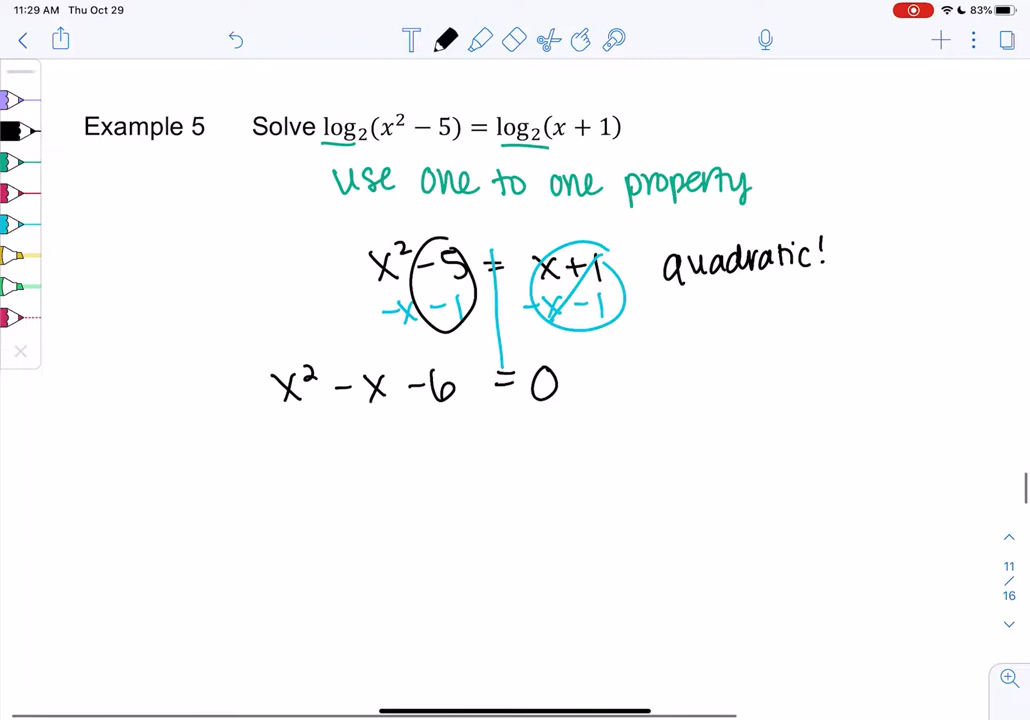 11:29 AM Thu Oct 29
83%
T
Example 5 Solve log₂(x² − 5) = log₂(x + 1)
use one to one property
x² − 5 = x + 1 quadratic!
−x − 1 −x − 1
x² − x − 6 = 0
11
/
16